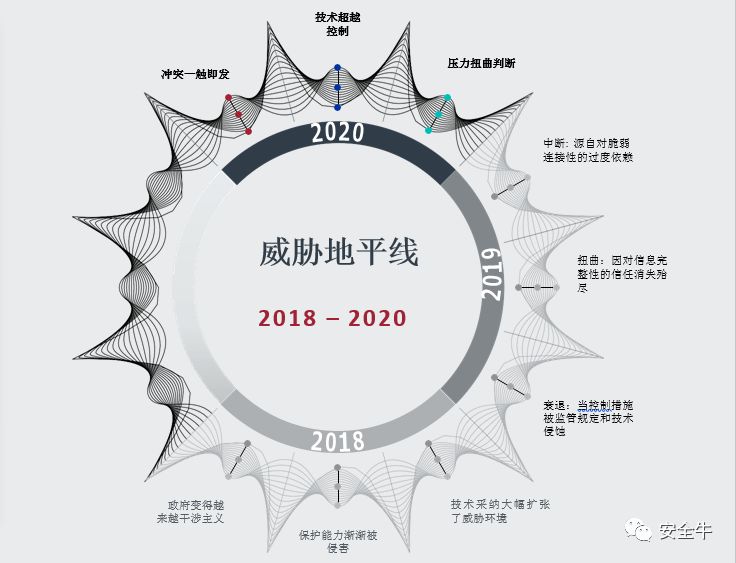 技术超越
控制
冲突一触即发
压力扭曲判断
2020
中断: 源自对脆弱
连接性的过度依赖
威胁地平线
2018 – 2020
2019
扭曲：因对信息完
整性的信任消失殆
尽
衰退：当控制措施
被监管规定和技术
侵蚀
2018
政府变得越
来越干涉主义
保护能力渐渐被
侵害
技术采纳大幅扩张
了威胁环境
安全牛